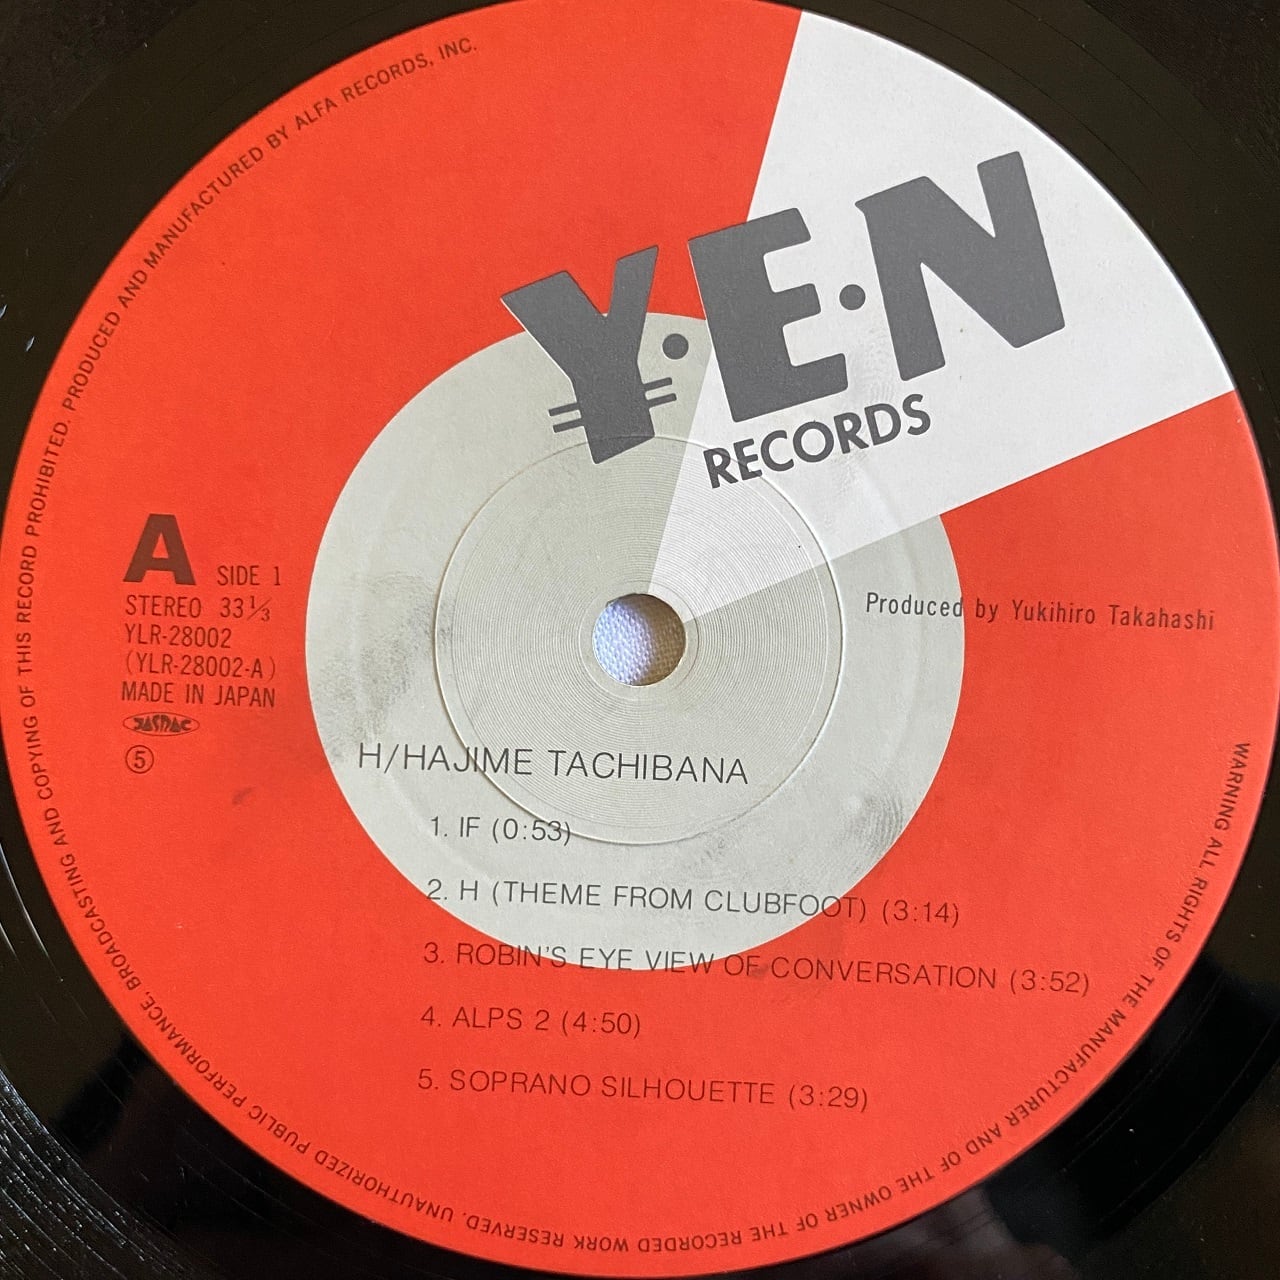 Y·E·N
RECORDS
A SIDE 1
STEREO 33⅓
YLR-28002
(YLR-28002-A)
MADE IN JAPAN
JASRAC
⑤
Produced by Yukihiro Takahashi
H/HAJIME TACHIBANA
1. IF (0:53)
2. H (THEME FROM CLUBFOOT) (3:14)
3. ROBIN'S EYE VIEW OF CONVERSATION (3:52)
4. ALPS 2 (4:50)
5. SOPRANO SILHOUETTE (3:29)
WARNING ALL RIGHTS OF THE MANUFACTURER AND OF THE OWNER OF THE RECORDED WORK RESERVED. UNAUTHORIZED PUBLIC PERFORMANCE, BROADCASTING AND COPYING OF THIS RECORD PROHIBITED. PRODUCED AND MANUFACTURED BY ALFA RECORDS, INC.